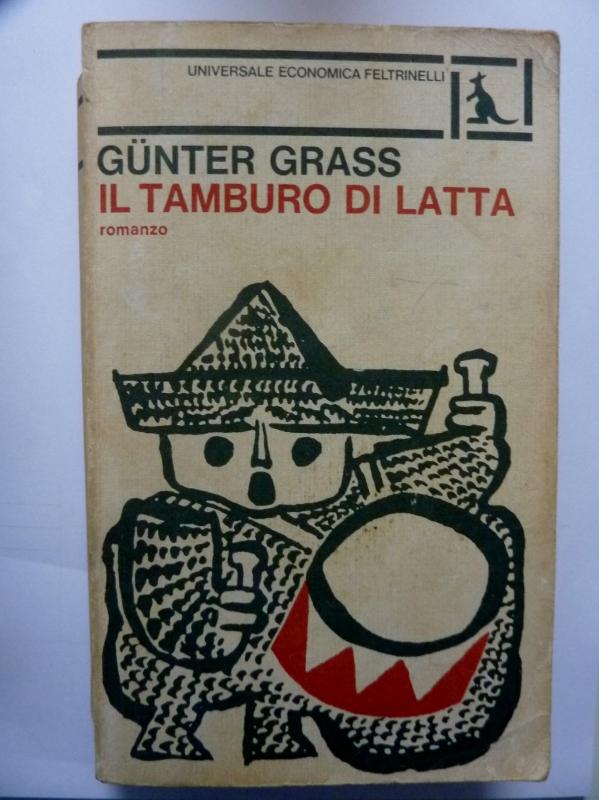 UNIVERSALE ECONOMICA FELTRINELLI
GÜNTER GRASS
IL TAMBURO DI LATTA
romanzo